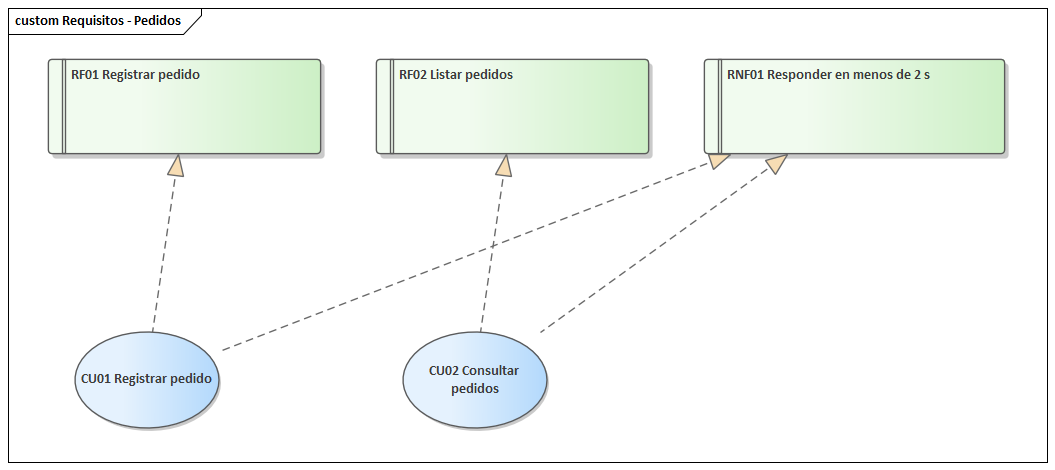 custom Requisitos - Pedidos
RF01 Registrar pedido
RF02 Listar pedidos
RNF01 Responder en menos de 2 s
CU01 Registrar pedido
CU02 Consultar
pedidos